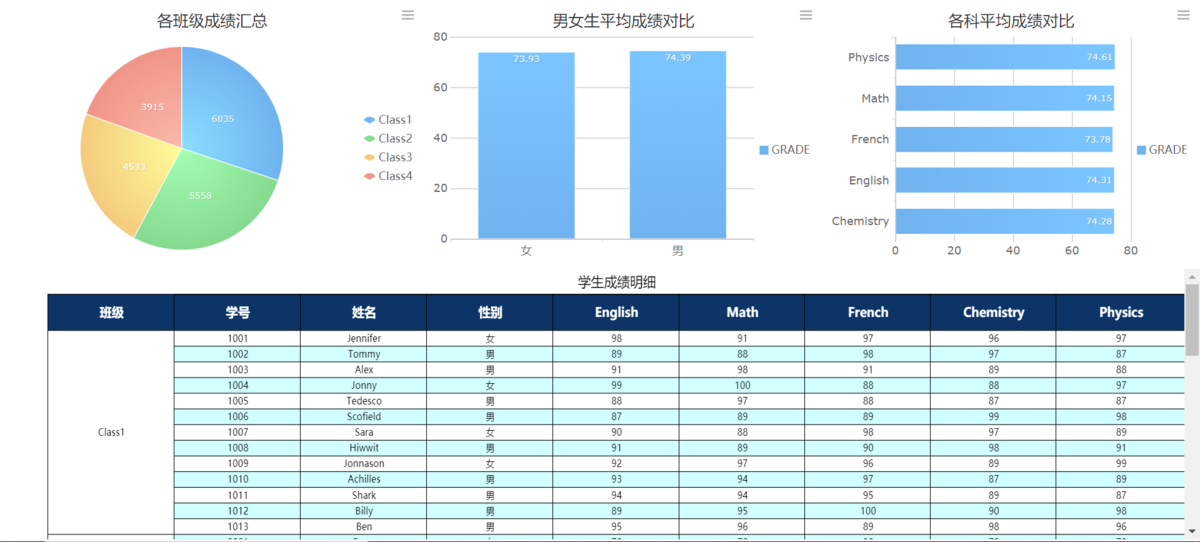 各班级成绩汇总
3915
6035
4533
5558
Class1
Class2
Class3
Class4
男女生平均成绩对比
80
60
40
20
0
73.93
74.39
女
男
GRADE
各科平均成绩对比
Physics 74.61
Math 74.15
French 73.78
English 74.31
Chemistry 74.28
0 20 40 60 80
GRADE
学生成绩明细
班级 学号 姓名 性别 English Math French Chemistry Physics
1001 Jennifer 女 98 91 97 96 97
1002 Tommy 男 89 88 98 97 87
1003 Alex 男 91 98 91 89 88
1004 Jonny 女 99 100 88 88 97
1005 Tedesco 男 88 97 88 87 87
1006 Scofield 男 87 89 89 99 98
Class1 1007 Sara 女 90 88 98 97 89
1008 Hiwwit 男 91 89 90 98 91
1009 Jonnason 女 92 97 96 89 99
1010 Achilles 男 93 94 97 87 89
1011 Shark 男 94 94 95 89 87
1012 Billy 男 89 95 100 90 98
1013 Ben 男 95 96 89 98 96